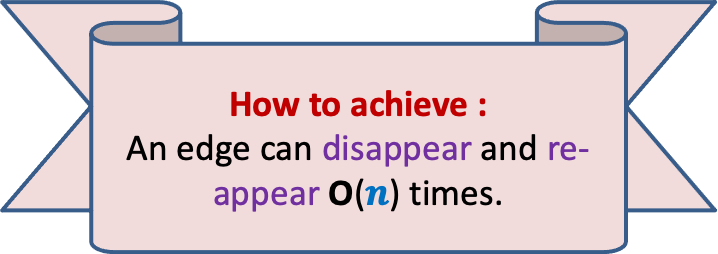 How to achieve :
An edge can disappear and re-
appear O(n) times.